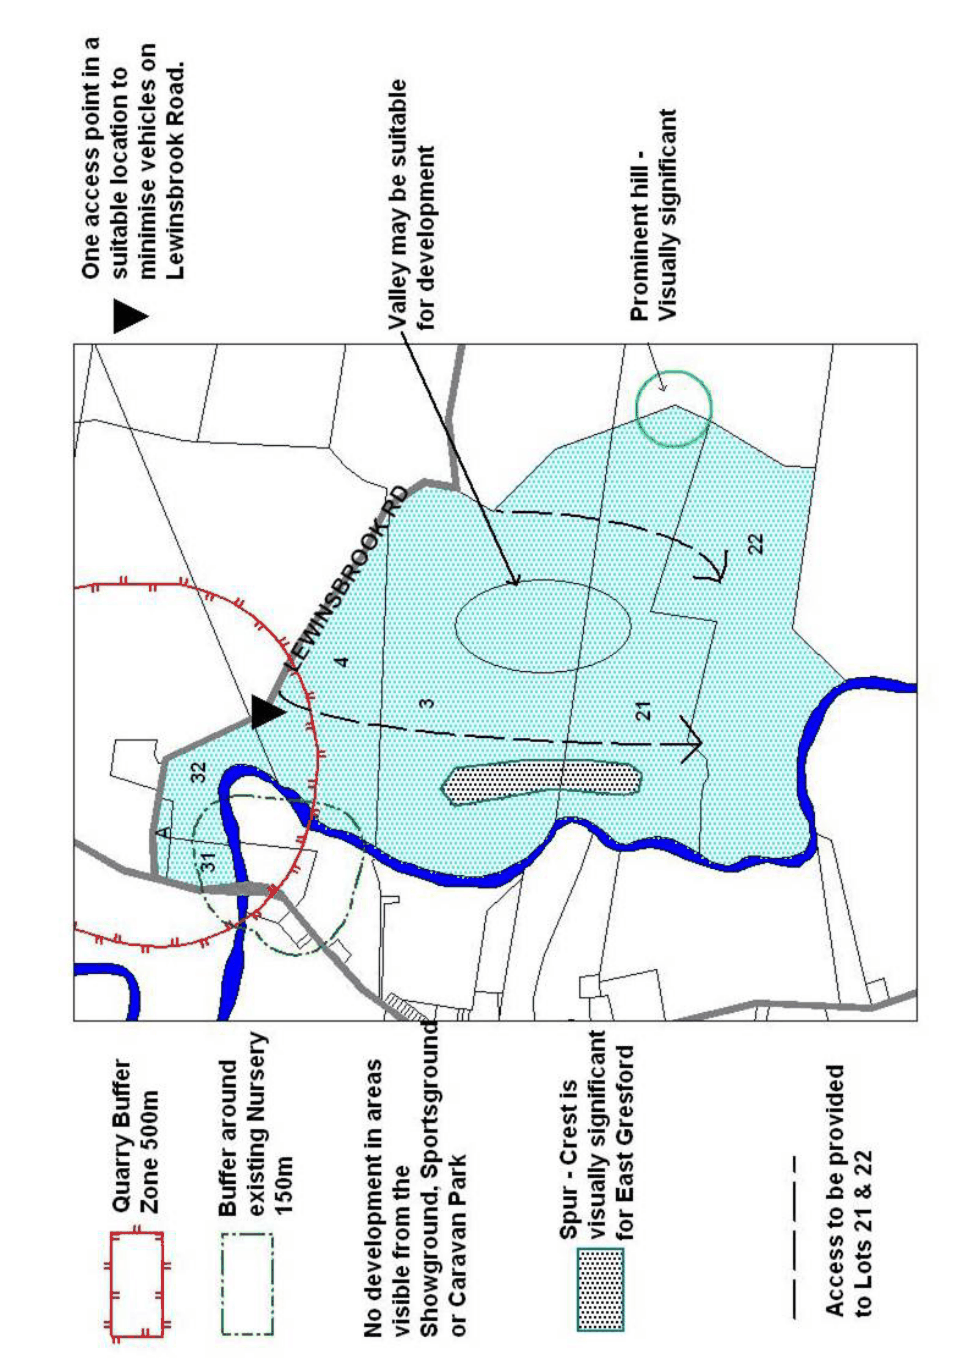 One access point in a
suitable location to
minimise vehicles on
Lewinsbrook Road.
Valley may be suitable
for development
Prominent hill -
Visually significant
LEWINSBROOK RD
32
A
31
4
3
21
22
Quarry Buffer
Zone 500m
Buffer around
existing Nursery
150m
No development in areas
visible from the
Showground, Sportsground
or Caravan Park
Spur - Crest is
visually significant
for East Gresford
Access to be provided
to Lots 21 & 22